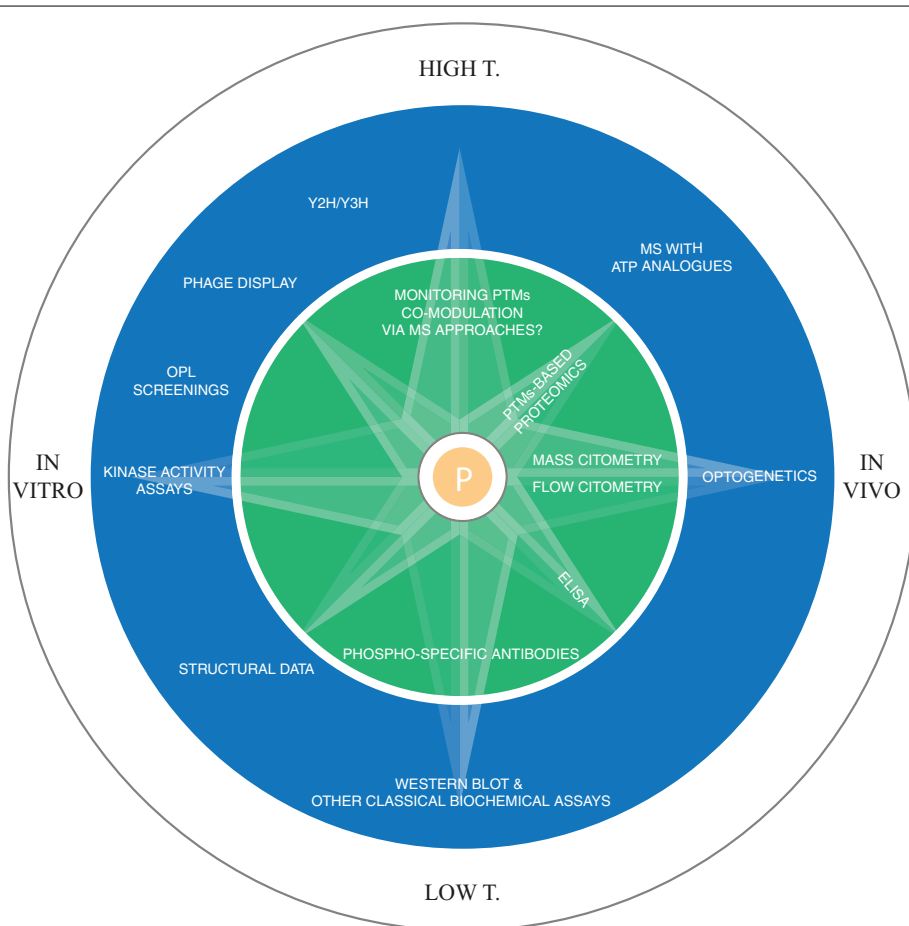 HIGH T.
Y2H/Y3H
MS WITH
ATP ANALOGUES
PHAGE DISPLAY
MONITORING PTMs
CO-MODULATION
VIA MS APPROACHES?
OPL
SCREENINGS
PTMs-BASED
PROTEOMICS
IN
VITRO
KINASE ACTIVITY
ASSAYS
P
MASS CITOMETRY
FLOW CITOMETRY
OPTOGENETICS
IN
VIVO
ELISA
PHOSPHO-SPECIFIC ANTIBODIES
STRUCTURAL DATA
WESTERN BLOT &
OTHER CLASSICAL BIOCHEMICAL ASSAYS
LOW T.